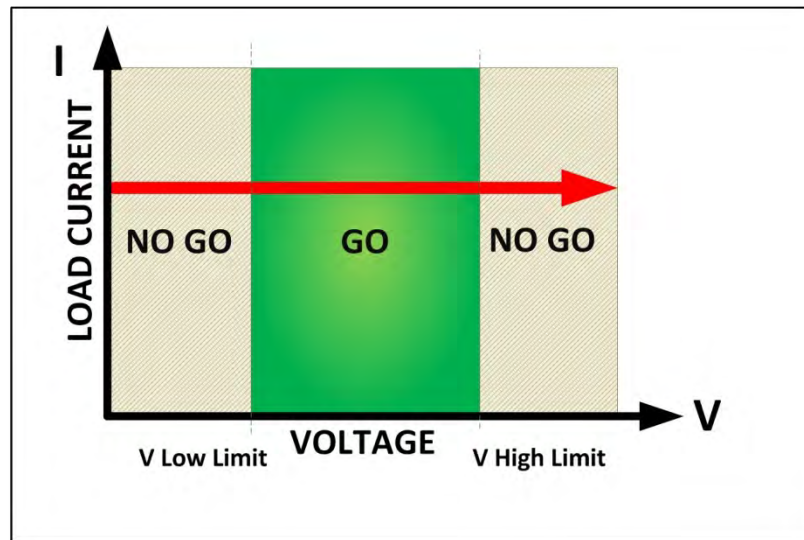 I
LOAD CURRENT
NO GO
GO
NO GO
V
V Low Limit
VOLTAGE
V High Limit